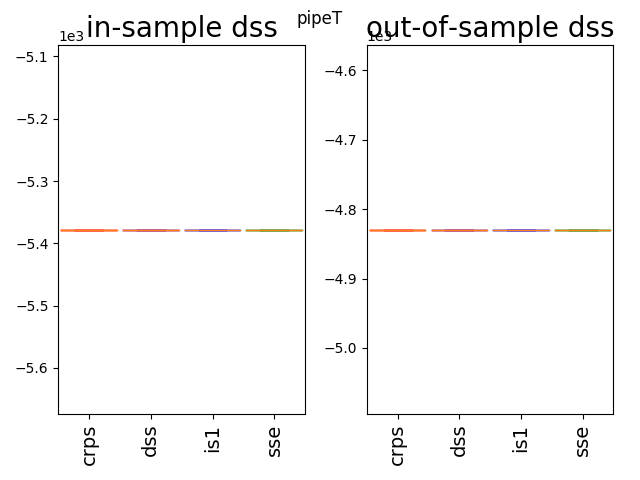 pipeT
in-sample dss
out-of-sample dss
1e3
−5.1
−5.2
−5.3
−5.4
−5.5
−5.6
crps
dss
is1
sse
1e3
−4.6
−4.7
−4.8
−4.9
−5.0
crps
dss
is1
sse